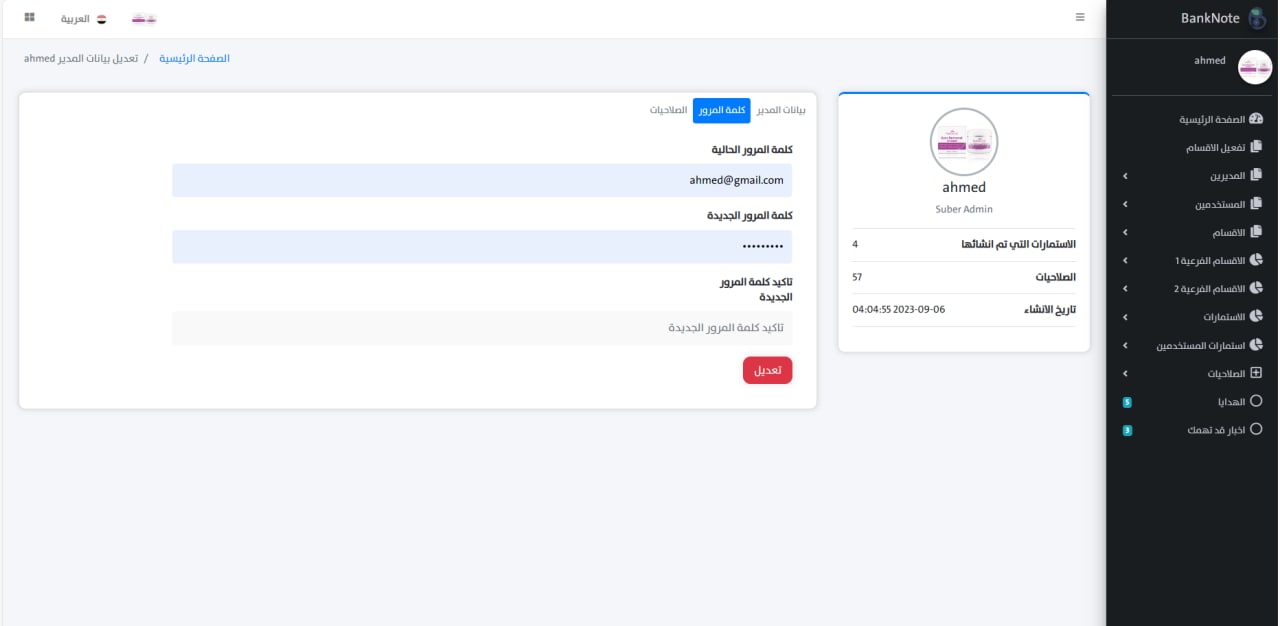 BankNote
ahmed
الصفحة الرئيسية
تفعيل الاقسام
المديرين
المستخدمين
الاقسام
الاقسام الفرعية 1
الاقسام الفرعية 2
الاستمارات
استمارات المستخدمين
الصلاحيات
الهدايا 5
اخبار قد تهمك 3
العربية
الصفحة الرئيسية / تعديل بيانات المدير ahmed
ahmed
Suber Admin
الاستمارات التي تم انشائها 4
الصلاحيات 57
تاريخ الانشاء 2023-09-06 04:04:55
بيانات المدير كلمة المرور الصلاحيات
كلمة المرور الحالية
ahmed@gmail.com
كلمة المرور الجديدة
•••••••••
تاكيد كلمة المرور
الجديدة
تاكيد كلمة المرور الجديدة
تعديل